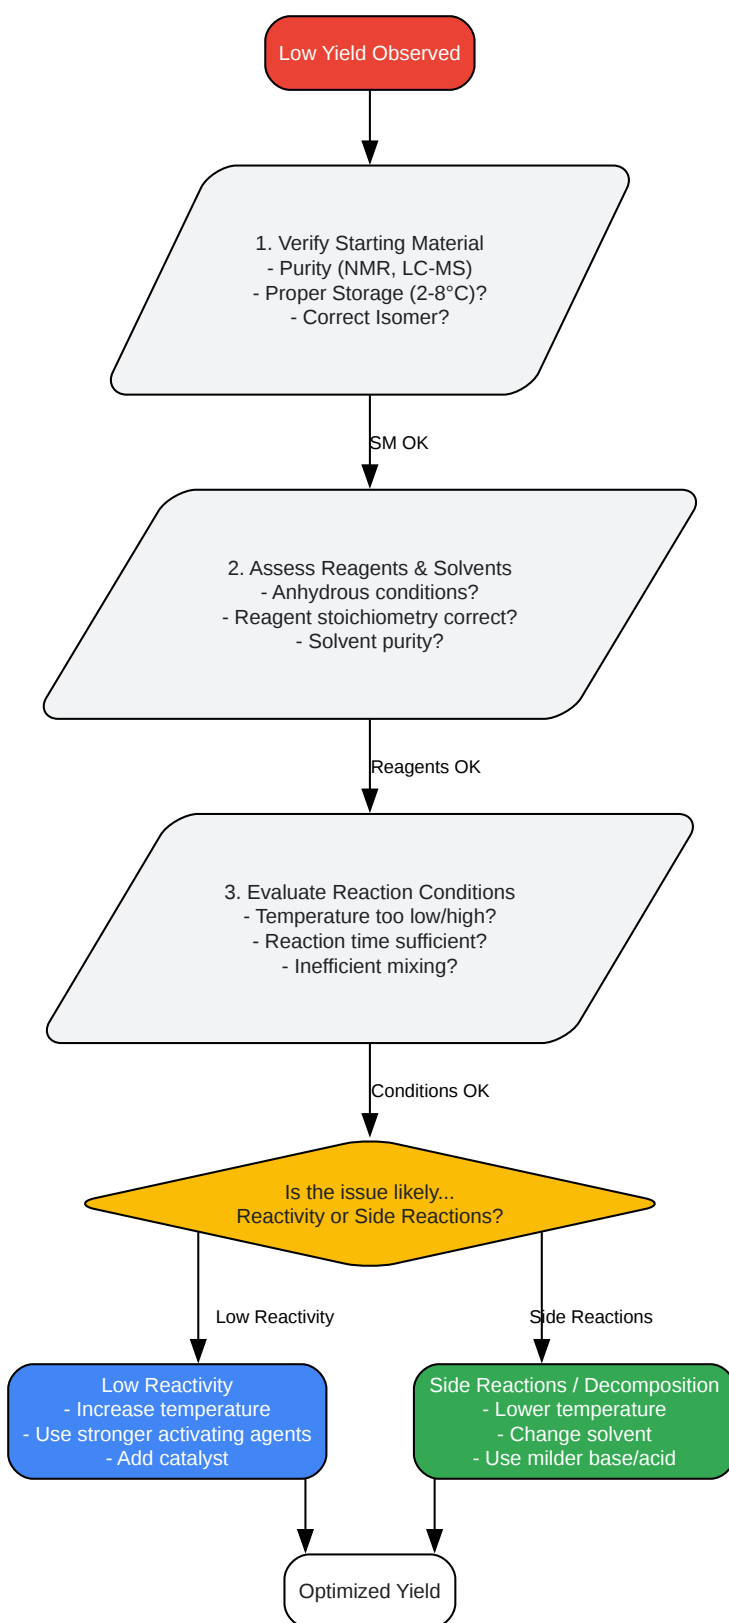 Low Yield Observed
1. Verify Starting Material
- Purity (NMR, LC-MS)
- Proper Storage (2-8°C)?
- Correct Isomer?
SM OK
2. Assess Reagents & Solvents
- Anhydrous conditions?
- Reagent stoichiometry correct?
- Solvent purity?
Reagents OK
3. Evaluate Reaction Conditions
- Temperature too low/high?
- Reaction time sufficient?
- Inefficient mixing?
Conditions OK
Is the issue likely...
Reactivity or Side Reactions?
Low Reactivity
Side Reactions
Low Reactivity
- Increase temperature
- Use stronger activating agents
- Add catalyst
Side Reactions / Decomposition
- Lower temperature
- Change solvent
- Use milder base/acid
Optimized Yield